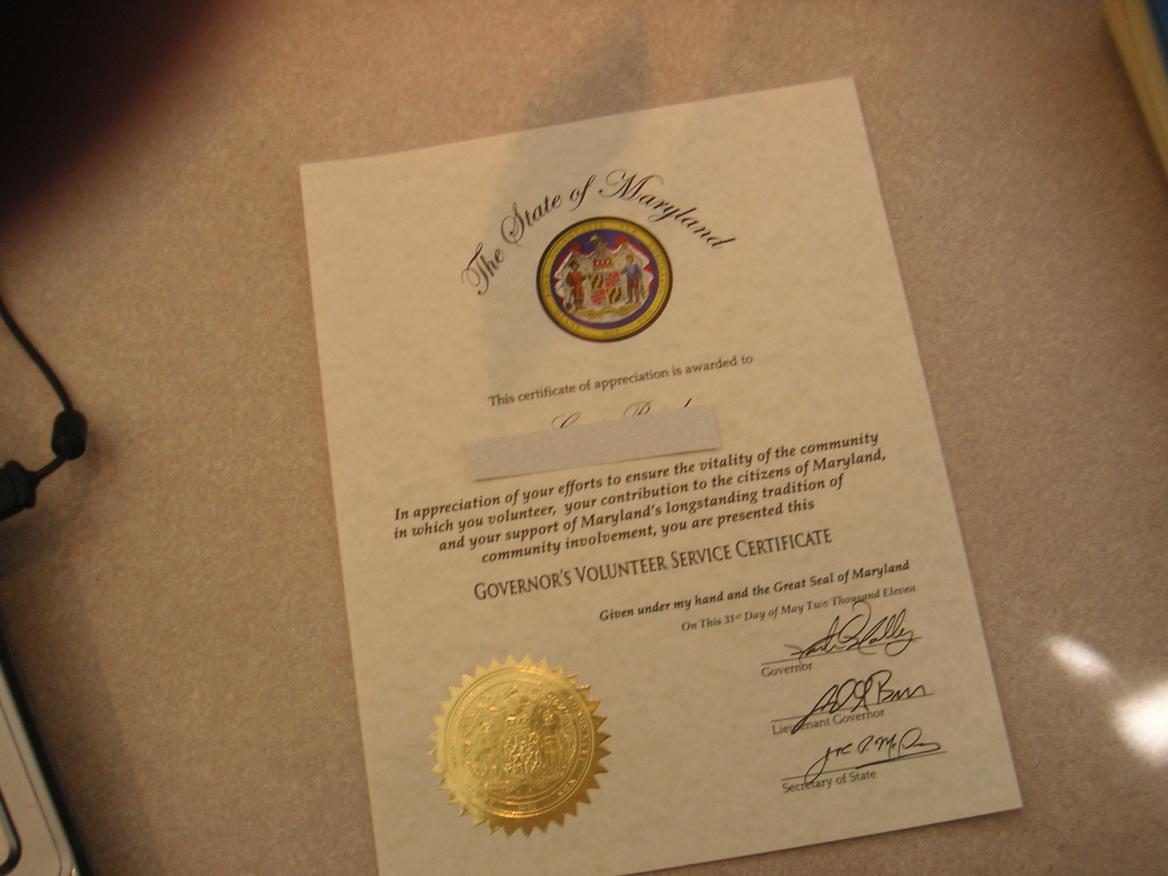 The State of Maryland
This certificate of appreciation is awarded to
In appreciation of your efforts to ensure the vitality of the community
in which you volunteer, your contribution to the citizens of Maryland,
and your support of Maryland's longstanding tradition of
community involvement, you are presented this
GOVERNOR'S VOLUNTEER SERVICE CERTIFICATE
Given under my hand and the Great Seal of Maryland
On This 31st Day of May Two Thousand Eleven
Governor
Lieutenant Governor
Secretary of State